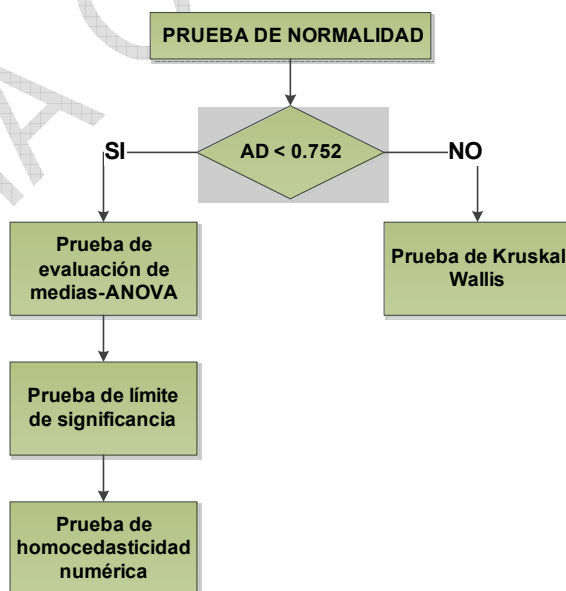 PRUEBA DE NORMALIDAD
AD < 0.752
SI
NO
Prueba de
evaluación de
medias-ANOVA
Prueba de Kruskal
Wallis
Prueba de límite
de significancia
Prueba de
homocedasticidad
numérica